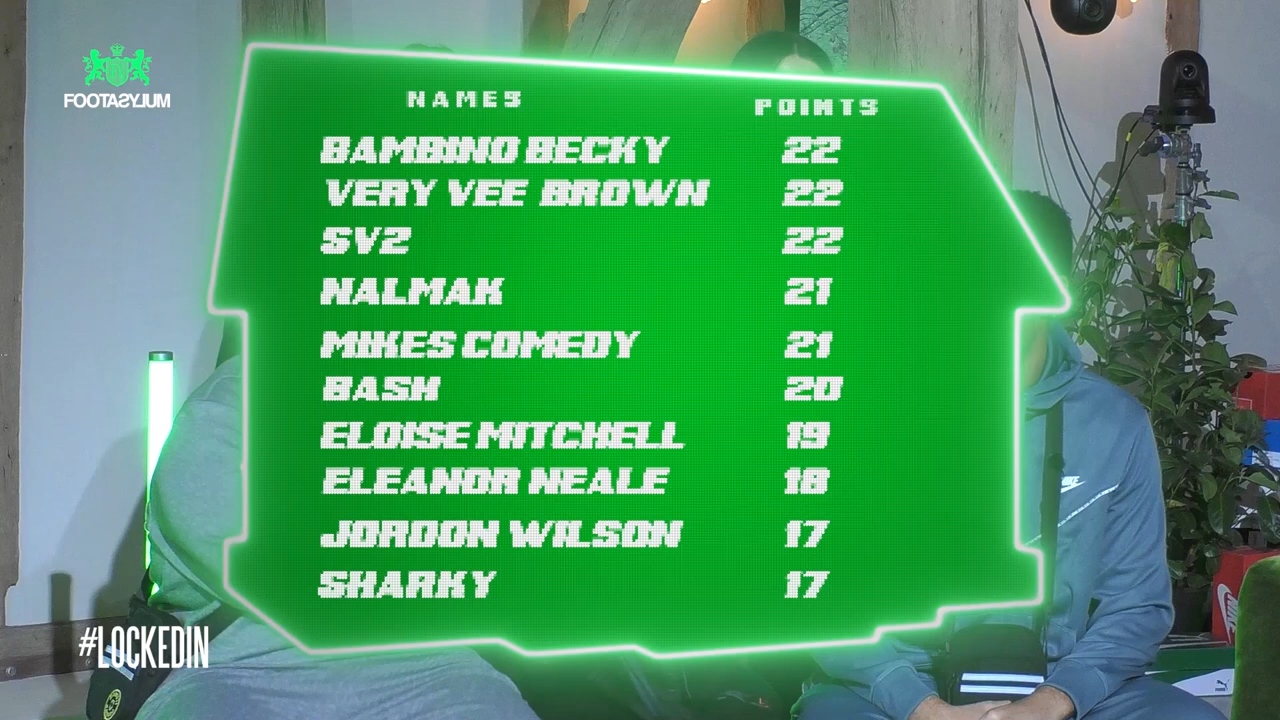 FOOTASYLUM
NAMES POINTS
BAMBINO BECKY 22
VERY VEE BROWN 22
SV2 22
NALMAK 21
MIKES COMEDY 21
BASH 20
ELOISE MITCHELL 19
ELEANOR NEALE 18
JORDON WILSON 17
SHARKY 17
#LOCKEDIN